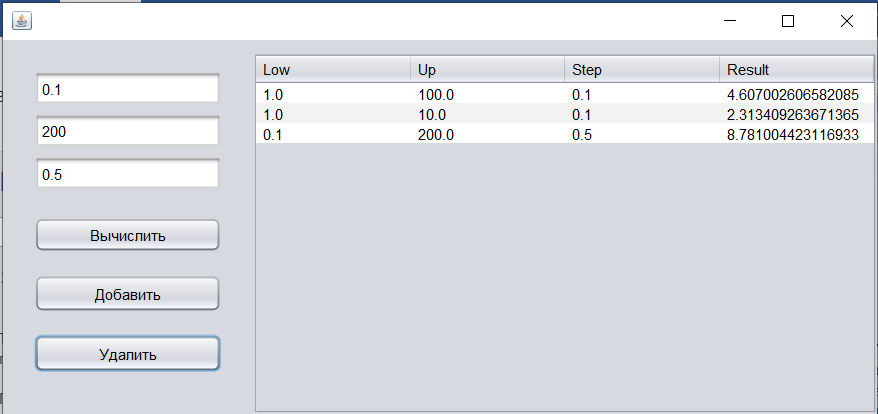 0.1
200
0.5
Вычислить
Добавить
Удалить
Low Up Step Result
1.0 100.0 0.1 4.607002606582085
1.0 10.0 0.1 2.313409263671365
0.1 200.0 0.5 8.781004423116933